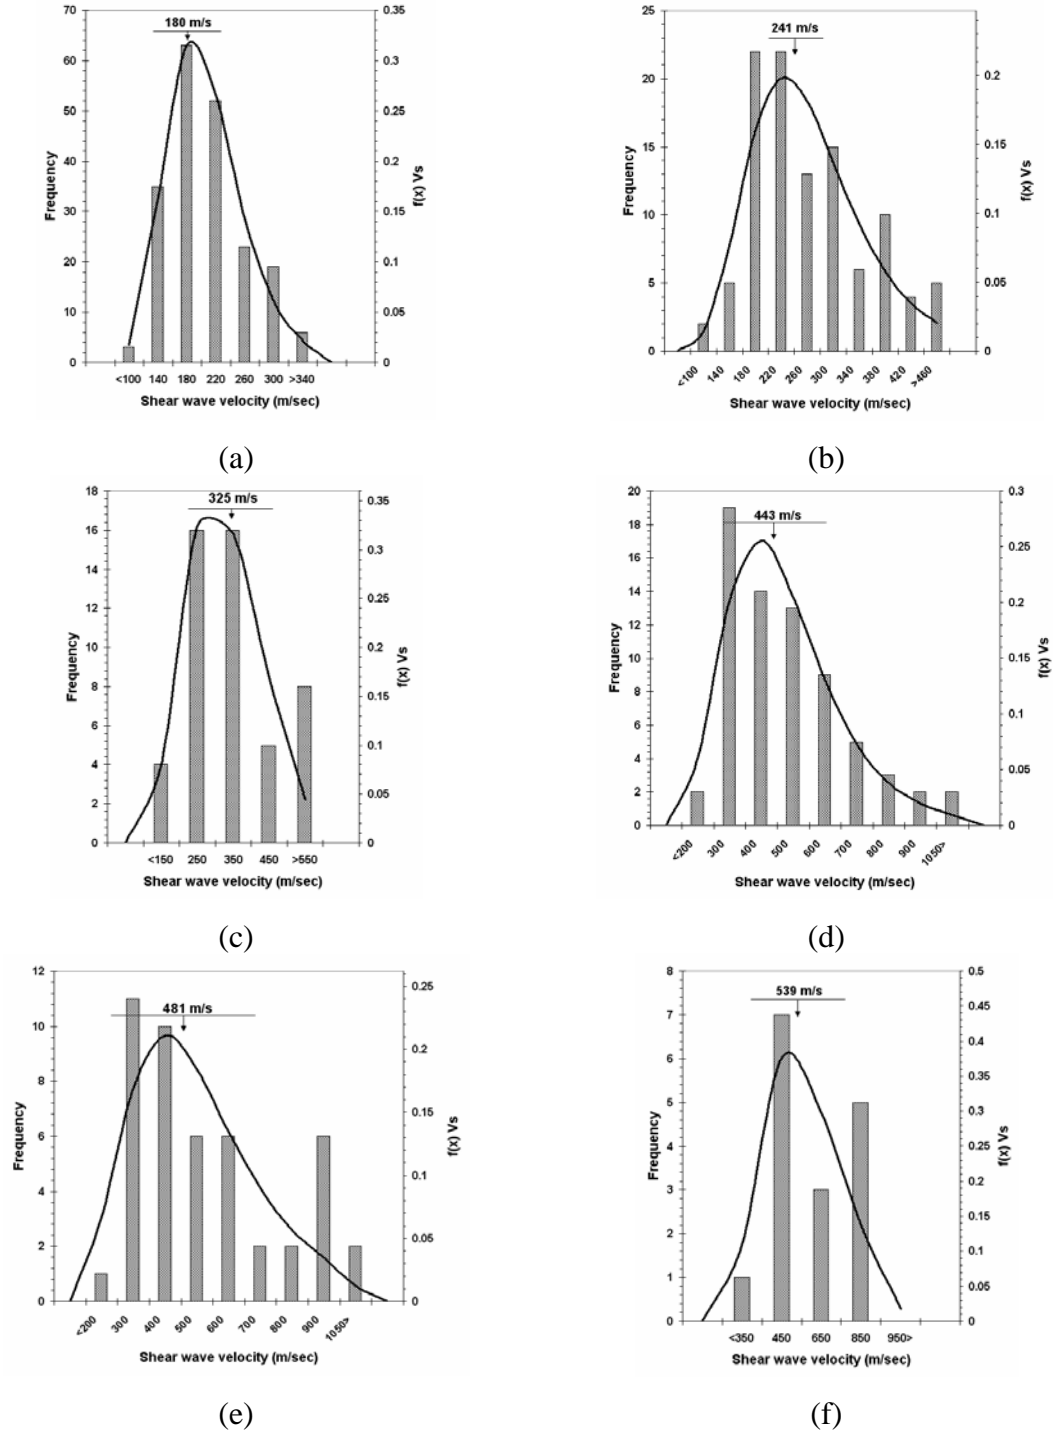 180 m/s
70
60
50
40
30
20
10
0
0.35
0.3
0.25
0.2
0.15
0.1
0.05
0
Frequency
f(x) Vs
<100 140 180 220 260 300 >340
Shear wave velocity (m/sec)
(a)
241 m/s
25
20
15
10
5
0
0.2
0.15
0.1
0.05
0
Frequency
f(x) Vs
<100 140 180 220 260 300 340 380 420 >460
Shear wave velocity (m/sec)
(b)
325 m/s
18
16
14
12
10
8
6
4
2
0
0.35
0.3
0.25
0.2
0.15
0.1
0.05
0
Frequency
f(x) Vs
<150 250 350 450 >550
Shear wave velocity (m/sec)
(c)
443 m/s
20
18
16
14
12
10
8
6
4
2
0
0.3
0.25
0.2
0.15
0.1
0.05
0
Frequency
f(x) Vs
<200 300 400 500 600 700 800 900 1050>
Shear wave velocity (m/sec)
(d)
481 m/s
12
10
8
6
4
2
0
0.25
0.2
0.15
0.1
0.05
0
Frequency
f(x) Vs
<200 300 400 500 600 700 800 900 1050>
Shear wave velocity (m/sec)
(e)
539 m/s
8
7
6
5
4
3
2
1
0
0.5
0.45
0.4
0.35
0.3
0.25
0.2
0.15
0.1
0.05
0
Frequency
f(x) Vs
<350 450 650 850 950>
Shear wave velocity (m/sec)
(f)